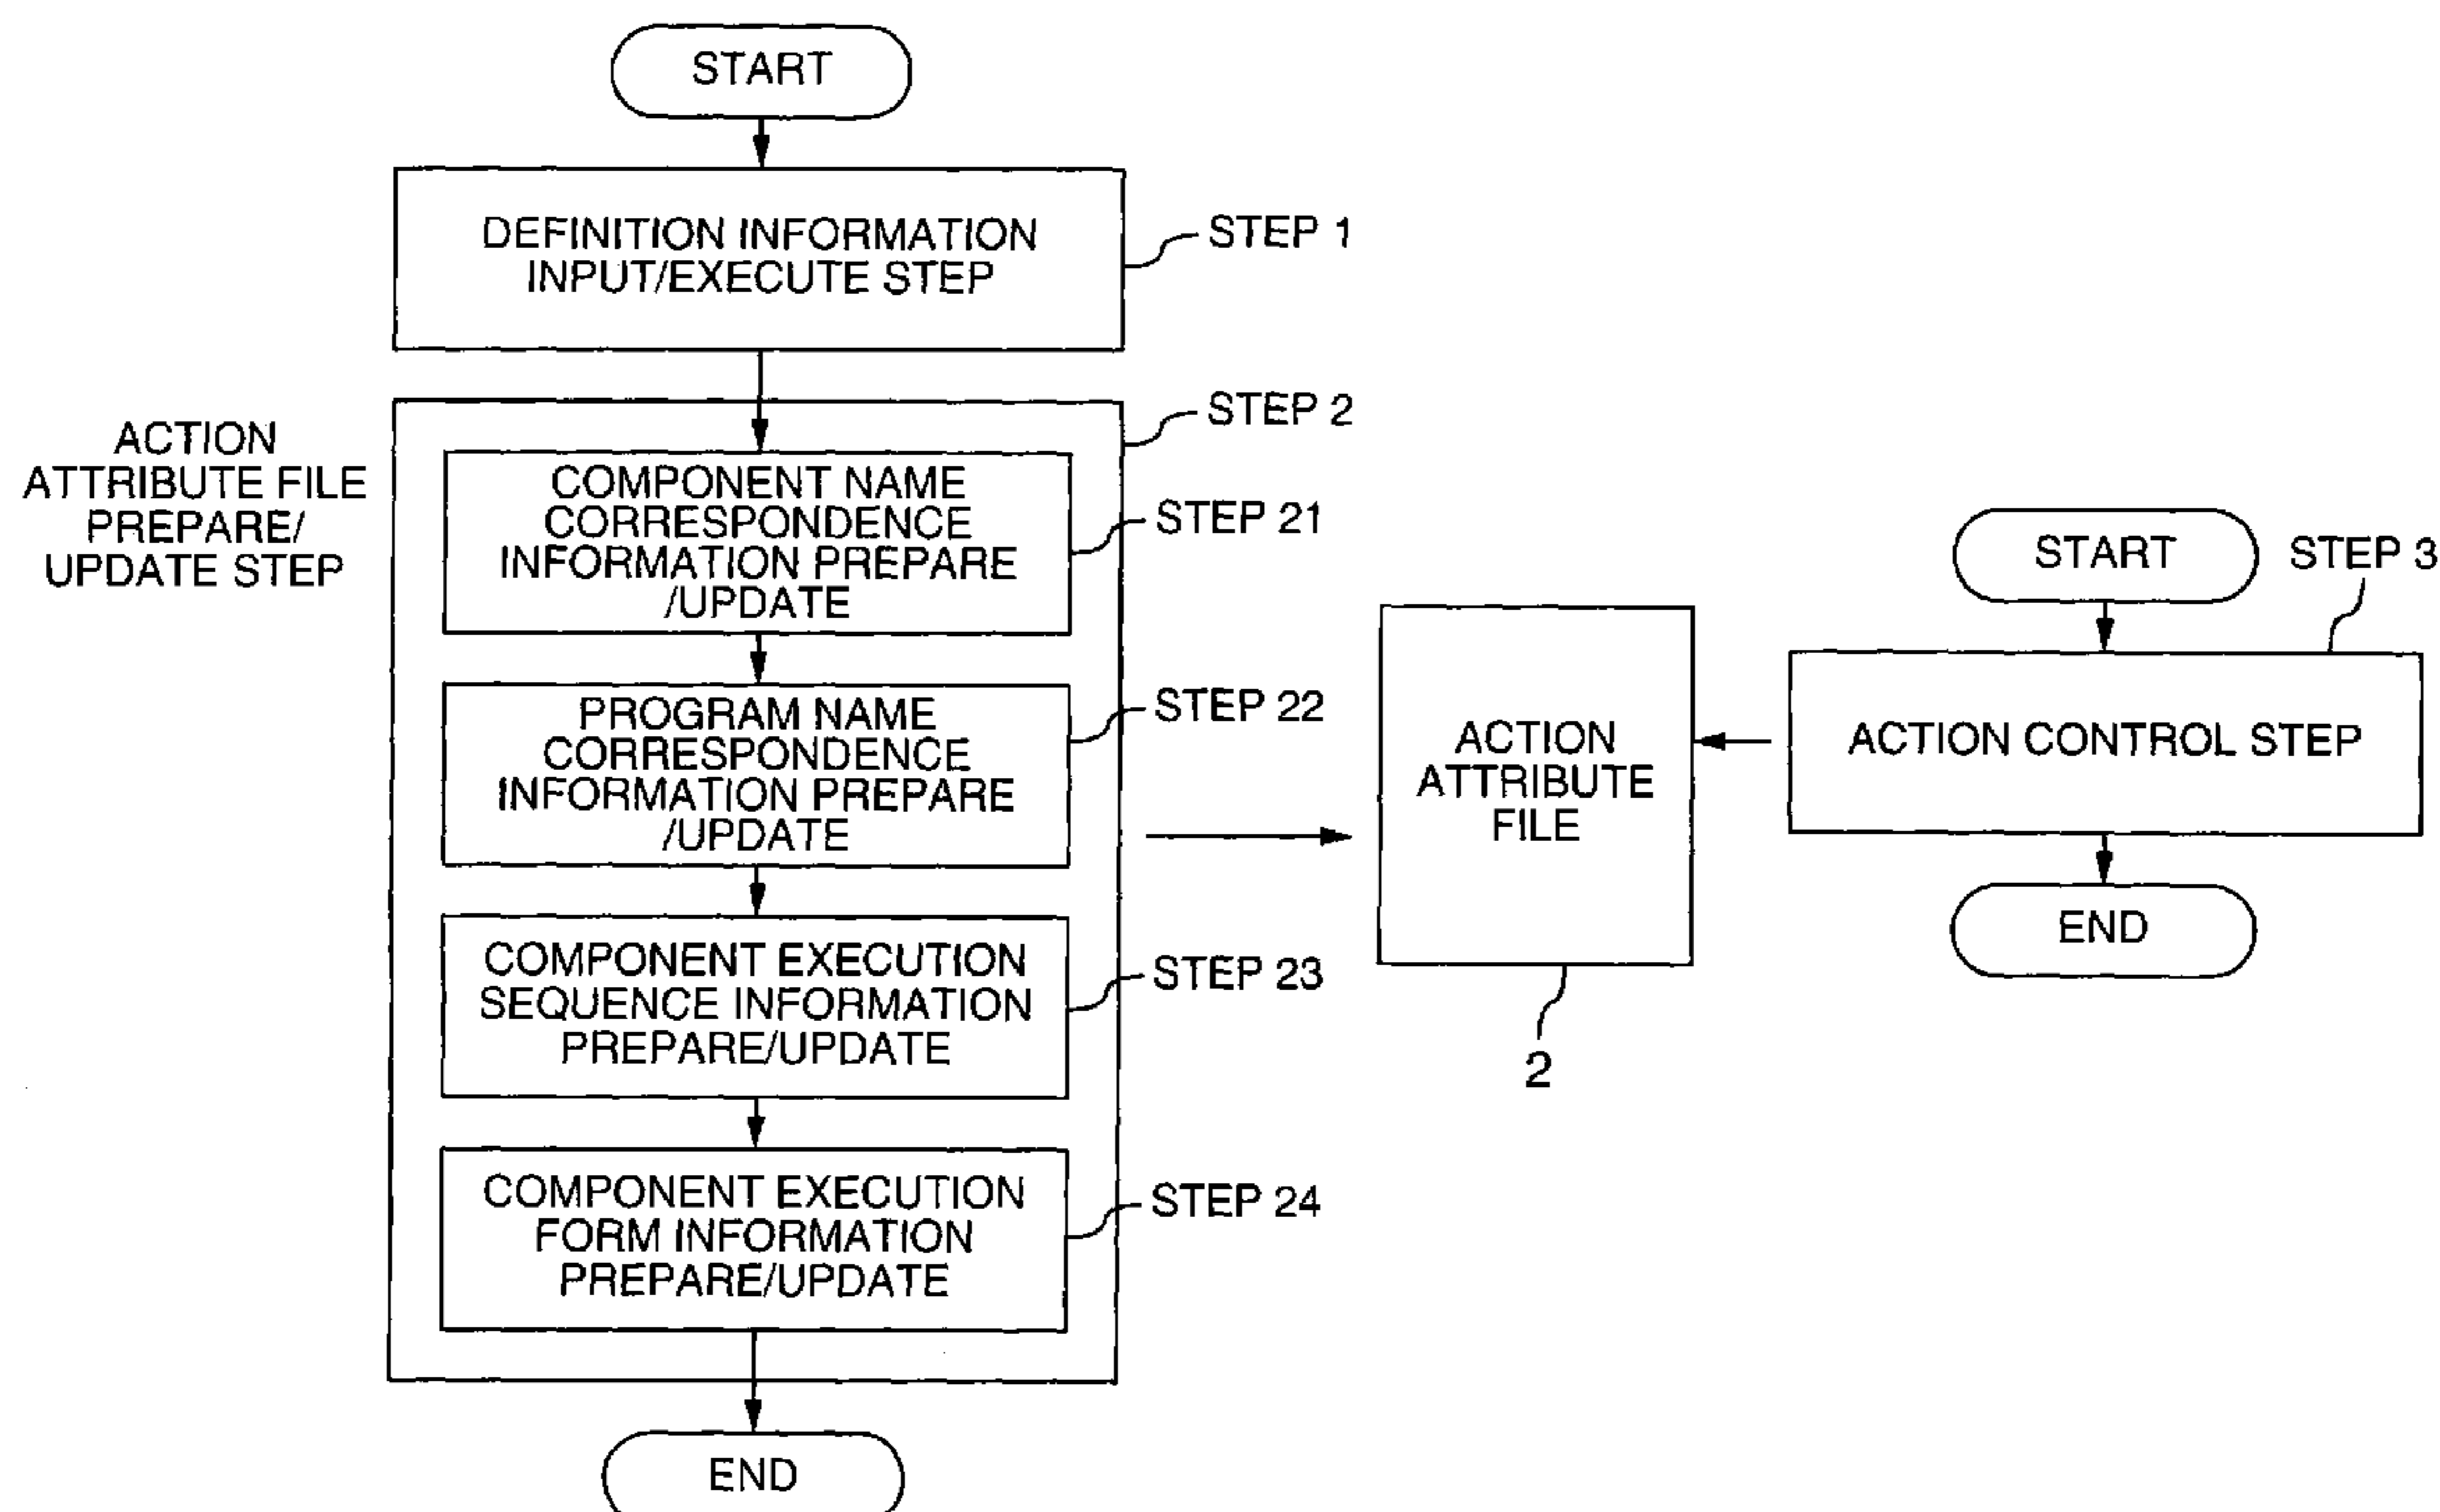 START
DEFINITION INFORMATION
INPUT/EXECUTE STEP
STEP 1
ACTION
ATTRIBUTE FILE
PREPARE/
UPDATE STEP
STEP 2
COMPONENT NAME
CORRESPONDENCE
INFORMATION PREPARE
/UPDATE
STEP 21
PROGRAM NAME
CORRESPONDENCE
INFORMATION PREPARE
/UPDATE
STEP 22
COMPONENT EXECUTION
SEQUENCE INFORMATION
PREPARE/UPDATE
STEP 23
COMPONENT EXECUTION
FORM INFORMATION
PREPARE/UPDATE
STEP 24
END
ACTION
ATTRIBUTE
FILE
2
START
STEP 3
ACTION CONTROL STEP
END